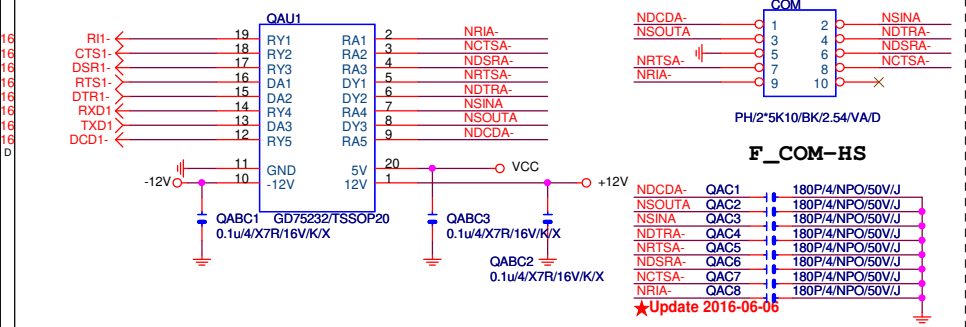 QAU1
16 RI1- 19 RY1 RA1 2 NRIA-
16 CTS1- 18 RY2 RA2 3 NCTSA-
16 DSR1- 17 RY3 RA3 4 NDSRA-
16 RTS1- 16 DA1 DY1 5 NRTSA-
16 DTR1- 15 DA2 DY2 6 NDTRA-
16 RXD1 14 RY4 RA4 7 NSINA
16 TXD1 13 DA3 DY3 8 NSOUTA
16 DCD1- 12 RY5 RA5 9 NDCDA-
D
11 GND 5V 20 VCC
-12V 10 -12V 12V 1 +12V
GD75232/TSSOP20
QABC1
0.1u/4/X7R/16V/K/X
QABC3
0.1u/4/X7R/16V/K/X
QABC2
0.1u/4/X7R/16V/K/X
COM
NDCDA- 1 2 NSINA
NSOUTA 3 4 NDTRA-
5 6 NDSRA-
NRTSA- 7 8 NCTSA-
NRIA- 9 10
PH/2*5K10/BK/2.54/VA/D
F_COM-HS
NDCDA- QAC1 180P/4/NPO/50V/J
NSOUTA QAC2 180P/4/NPO/50V/J
NSINA QAC3 180P/4/NPO/50V/J
NDTRA- QAC4 180P/4/NPO/50V/J
NRTSA- QAC5 180P/4/NPO/50V/J
NDSRA- QAC6 180P/4/NPO/50V/J
NCTSA- QAC7 180P/4/NPO/50V/J
NRIA- QAC8 180P/4/NPO/50V/J
★Update 2016-06-06